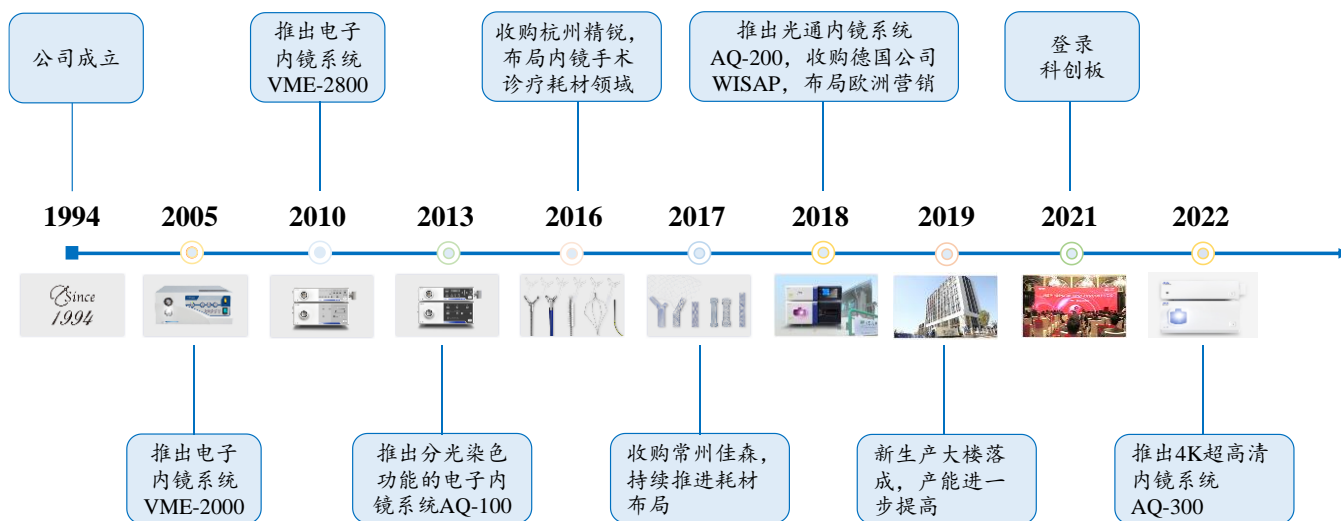 公司成立
推出电子
内镜系统
VME-2800
收购杭州精锐，
布局内镜手术
诊疗耗材领域
推出光通内镜系统
AQ-200，收购德国公司
WISAP，布局欧洲营销
登录
科创板
1994
2005
2010
2013
2016
2017
2018
2019
2021
2022
Since
1994
推出电子
内镜系统
VME-2000
推出分光染色
功能的电子内
镜系统AQ-100
收购常州佳森，
持续推进耗材
布局
新生产大楼落
成，产能进一
步提高
推出4K超高清
内镜系统
AQ-300